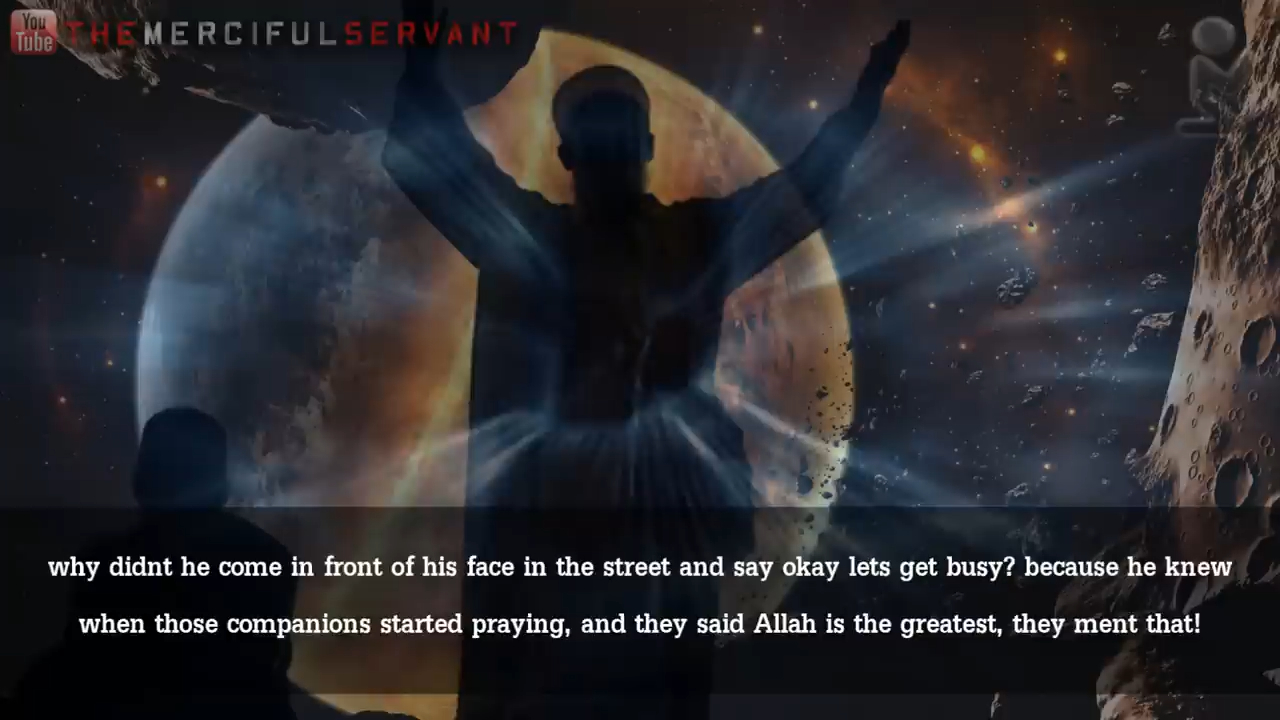 You Tube THEMERCIFULSERVANT
why didnt he come in front of his face in the street and say okay lets get busy? because he knew
when those companions started praying, and they said Allah is the greatest, they ment that!